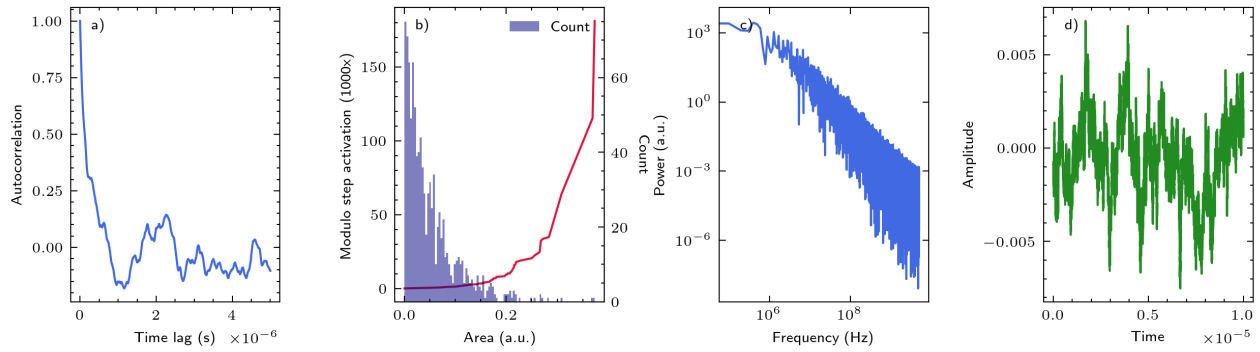 a)
Autocorrelation
1.00
0.75
0.50
0.25
0.00
0
2
4
Time lag (s)
×10⁻⁶
b)
Count
Modulo step activation (1000x)
150
100
50
0
0.0
0.2
Area (a.u.)
60
40
20
0
Count
c)
Power (a.u.)
10³
10⁰
10⁻³
10⁻⁶
10⁶
10⁸
Frequency (Hz)
d)
Amplitude
0.005
0.000
−0.005
0.0
0.5
1.0
Time
×10⁻⁵